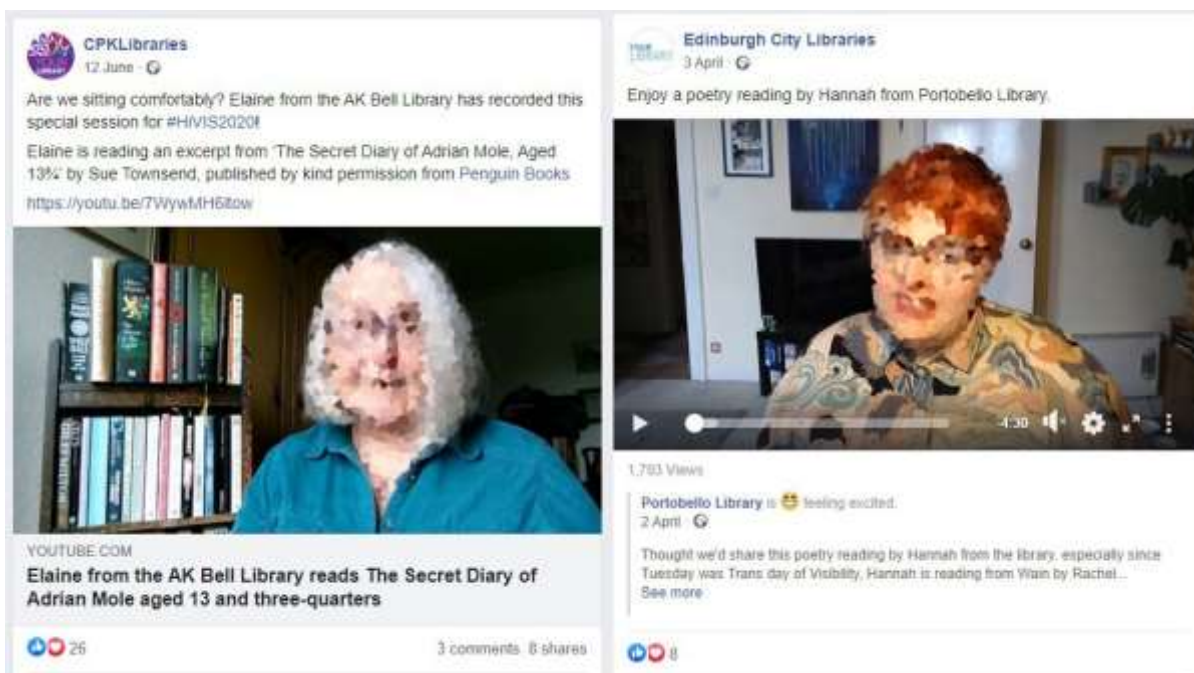 CPKLibraries
12 June
Are we sitting comfortably? Elaine from the AK Bell Library has recorded this
special session for #HiVIS2020!
Elaine is reading an excerpt from 'The Secret Diary of Adrian Mole, Aged
13¾' by Sue Townsend, published by kind permission from Penguin Books
https://youtu.be/7WywMH6ltow
YOUTUBE.COM
Elaine from the AK Bell Library reads The Secret Diary of
Adrian Mole aged 13 and three-quarters
26
3 comments 8 shares
Edinburgh City Libraries
3 April
Enjoy a poetry reading by Hannah from Portobello Library.
-4:30
1,793 Views
Portobello Library is feeling excited.
2 April
Thought we'd share this poetry reading by Hannah from the library, especially since
Tuesday was Trans day of Visibility, Hannah is reading from Wain by Rachel...
See more
8